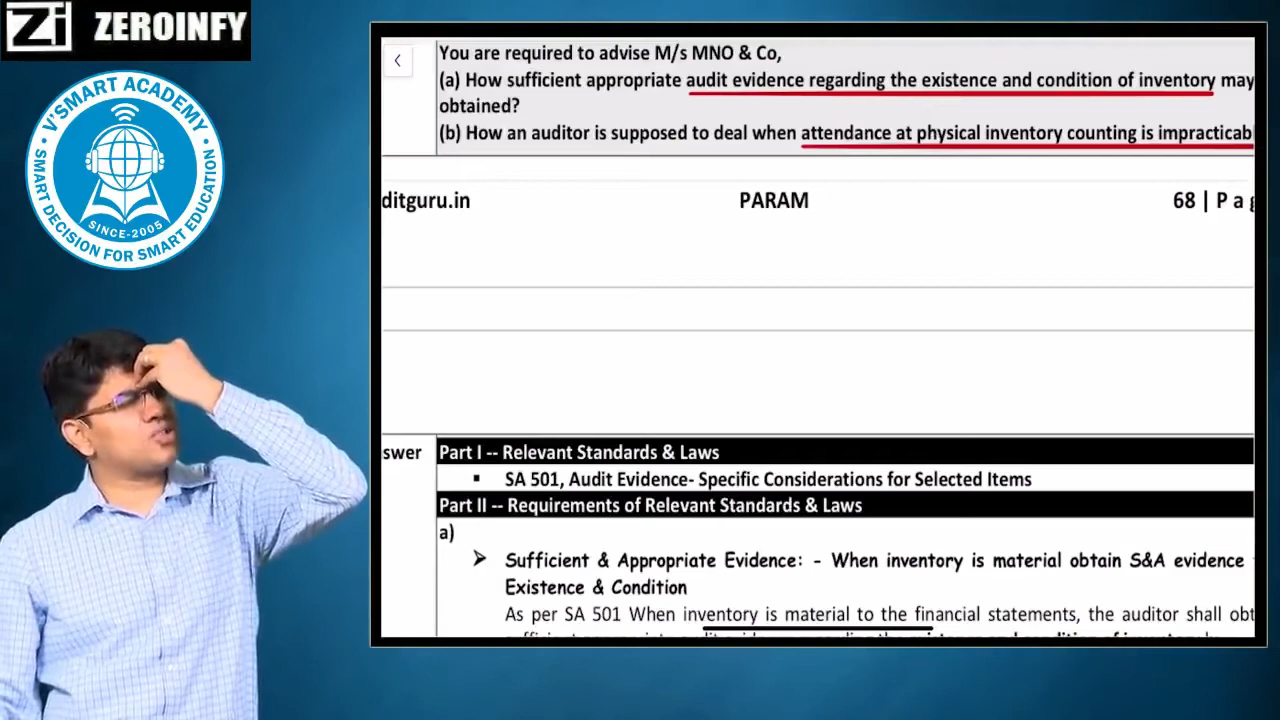 Zi ZEROINFY
V'SMART ACADEMY
SMART DECISION FOR SMART EDUCATION
SINCE-2005
You are required to advise M/s MNO & Co,
(a) How sufficient appropriate audit evidence regarding the existence and condition of inventory may
obtained?
(b) How an auditor is supposed to deal when attendance at physical inventory counting is impracticab
ditguru.in PARAM 68 | P a g
swer Part I -- Relevant Standards & Laws
▪ SA 501, Audit Evidence- Specific Considerations for Selected Items
Part II -- Requirements of Relevant Standards & Laws
a)
➤ Sufficient & Appropriate Evidence: - When inventory is material obtain S&A evidence
Existence & Condition
As per SA 501 When inventory is material to the financial statements, the auditor shall obt